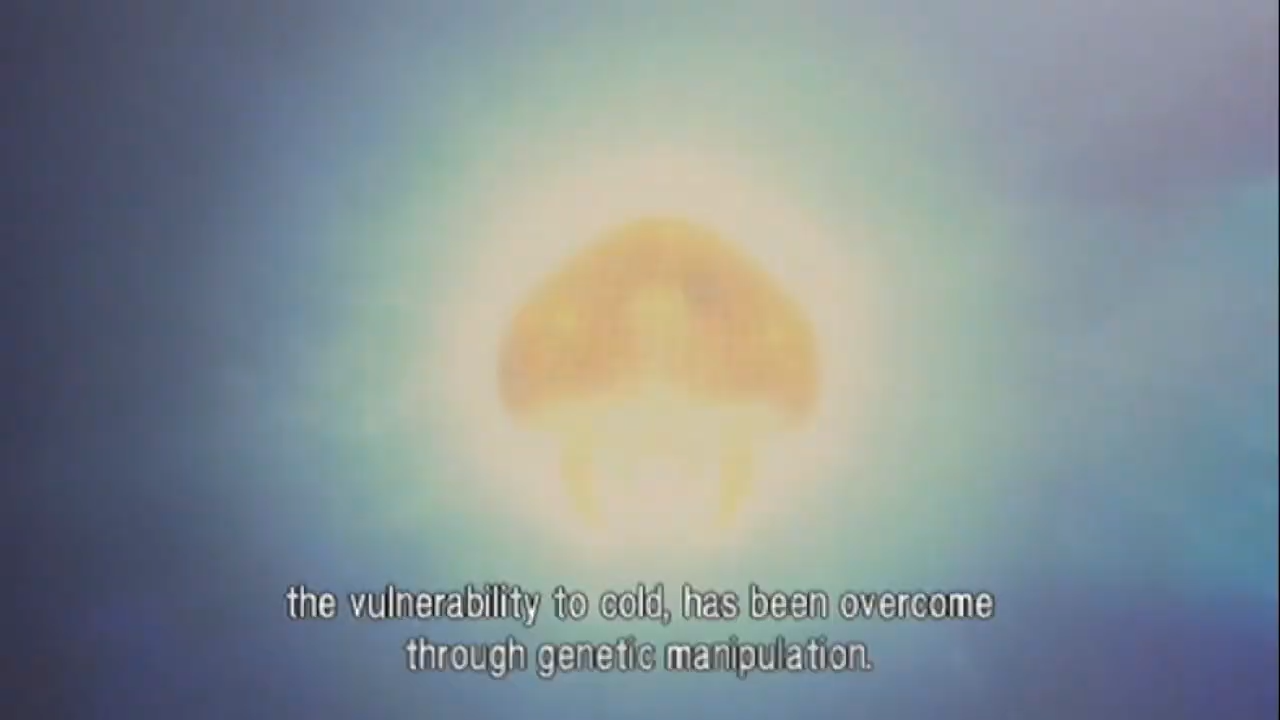 the vulnerability to cold, has been overcome
through genetic manipulation.